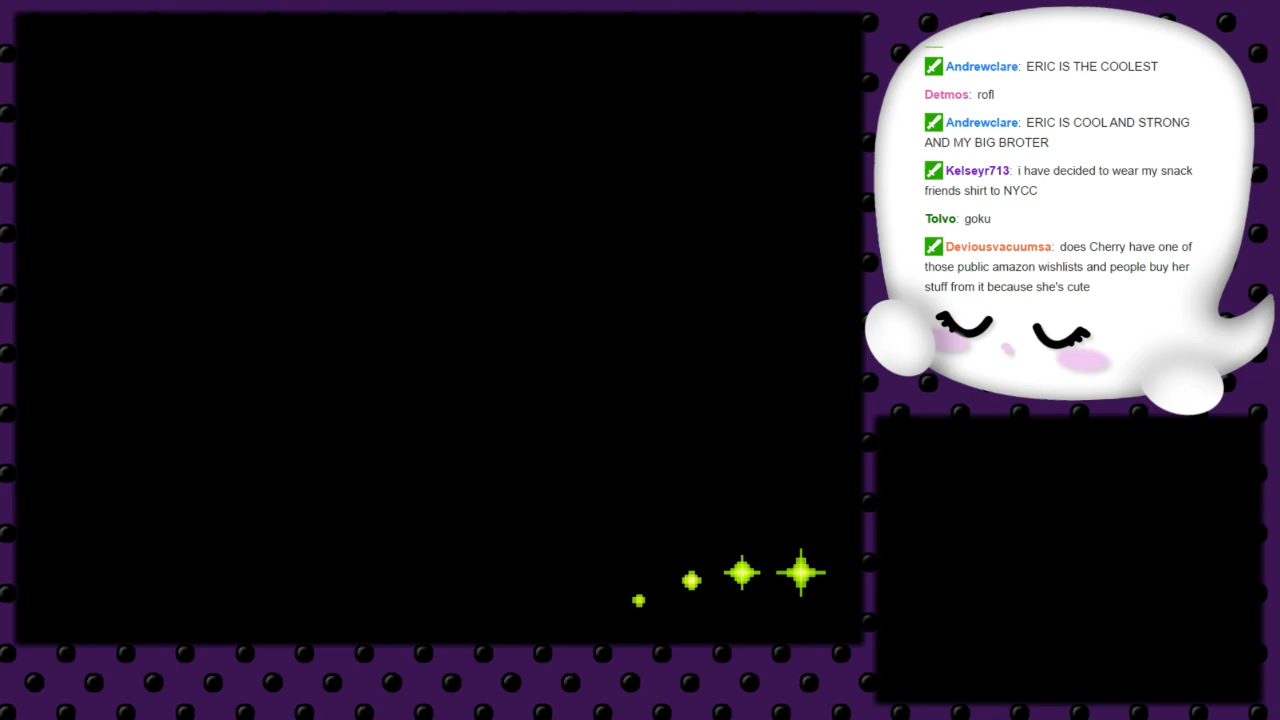 Andrewclare: ERIC IS THE COOLEST
Detmos: rofl
Andrewclare: ERIC IS COOL AND STRONG
AND MY BIG BROTER
Kelseyr713: i have decided to wear my snack
friends shirt to NYCC
Tolvo: goku
Deviousvacuumsa: does Cherry have one of
those public amazon wishlists and people buy her
stuff from it because she's cute